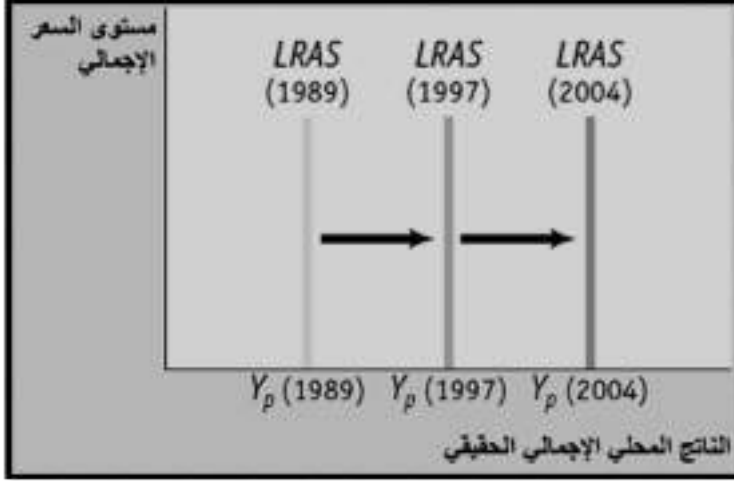 مستوى السعر
الإجمالي
LRAS LRAS LRAS
(1989) (1997) (2004)
Yp (1989) Yp (1997) Yp (2004)
الناتج المحلي الإجمالي الحقيقي